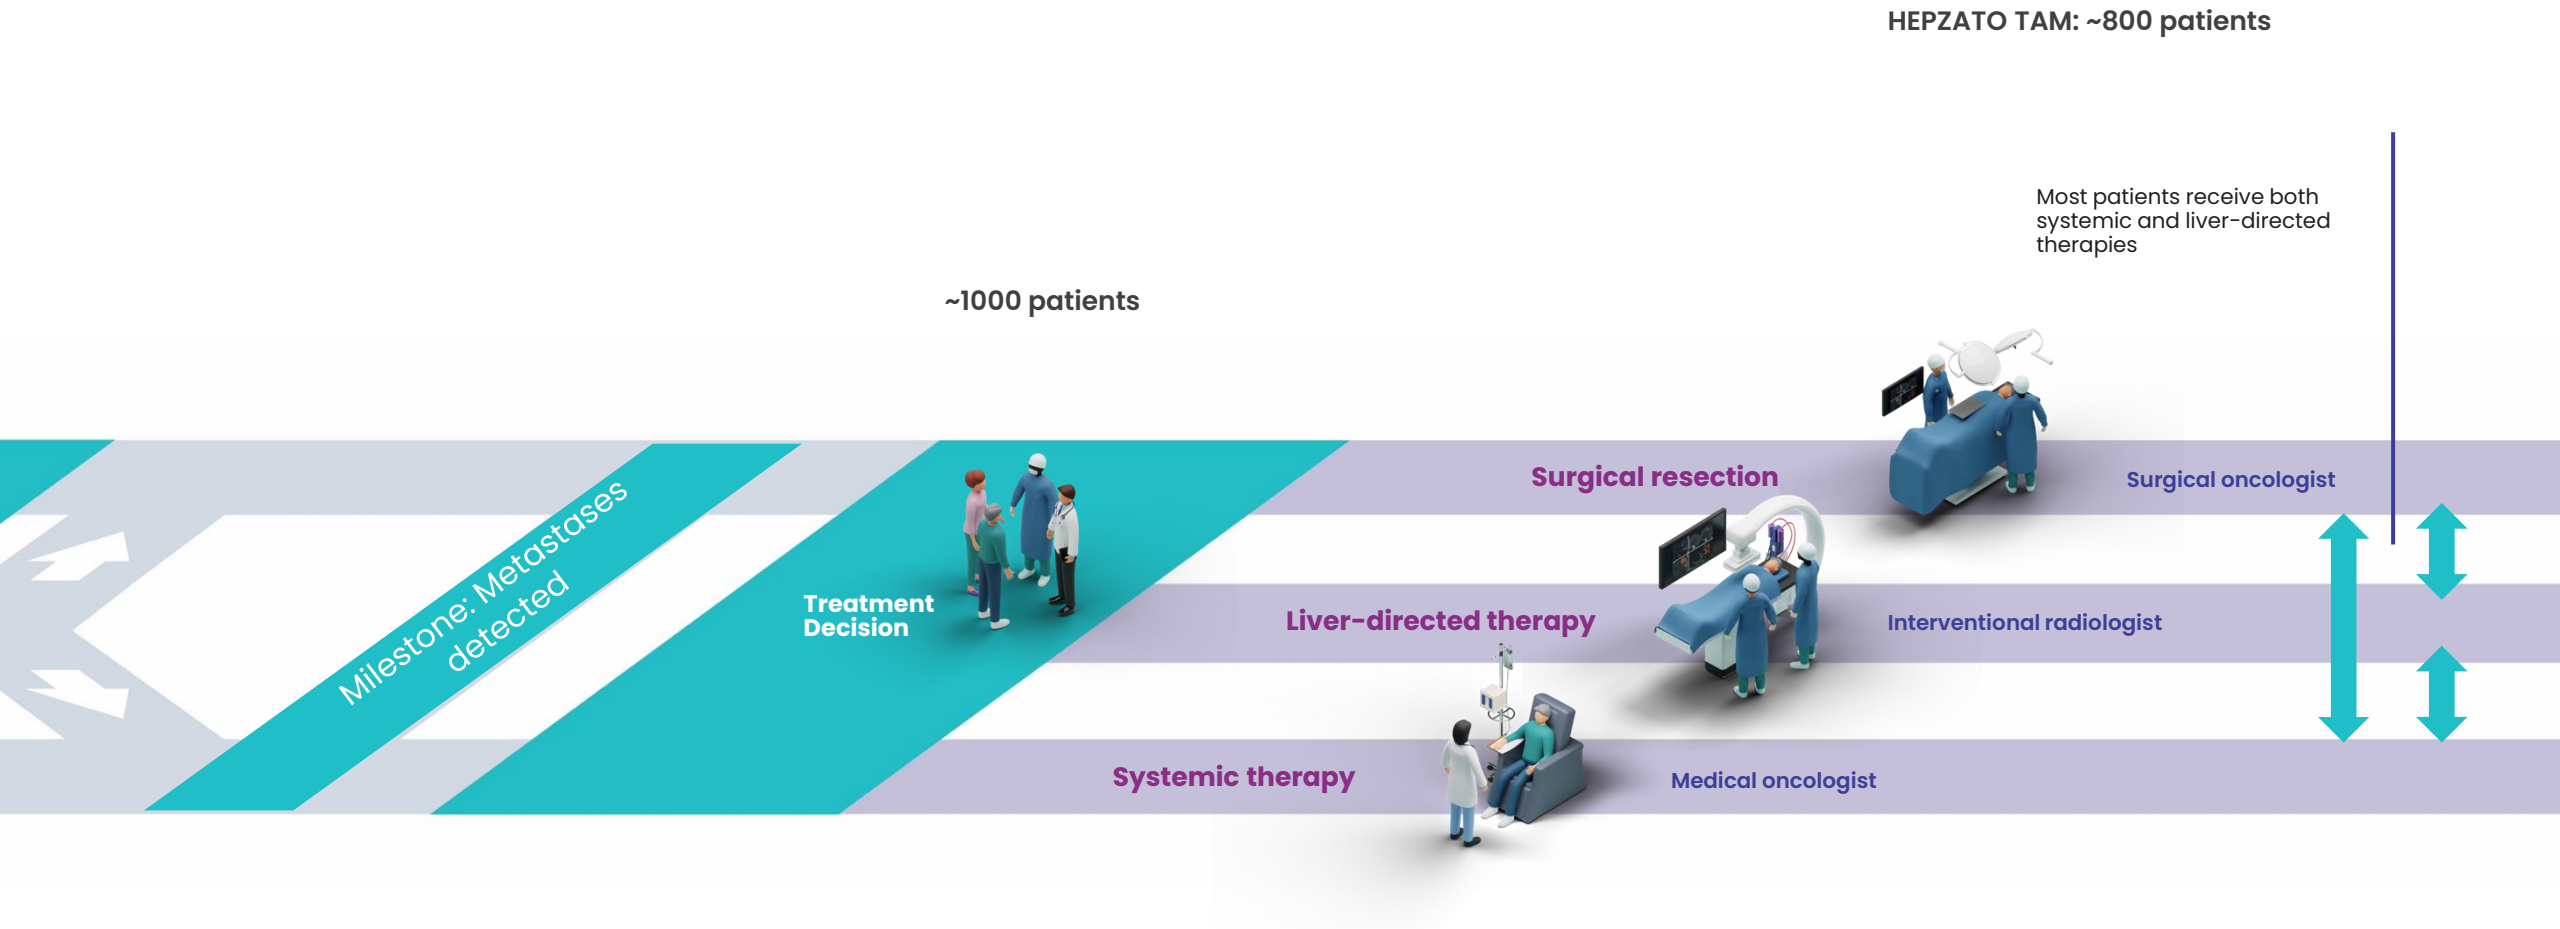 HEPZATO TAM: ~800 patients
Most patients receive both
systemic and liver-directed
therapies
~1000 patients
Milestone: Metastases
detected
Treatment
Decision
Surgical resection
Surgical oncologist
Liver-directed therapy
Interventional radiologist
Systemic therapy
Medical oncologist